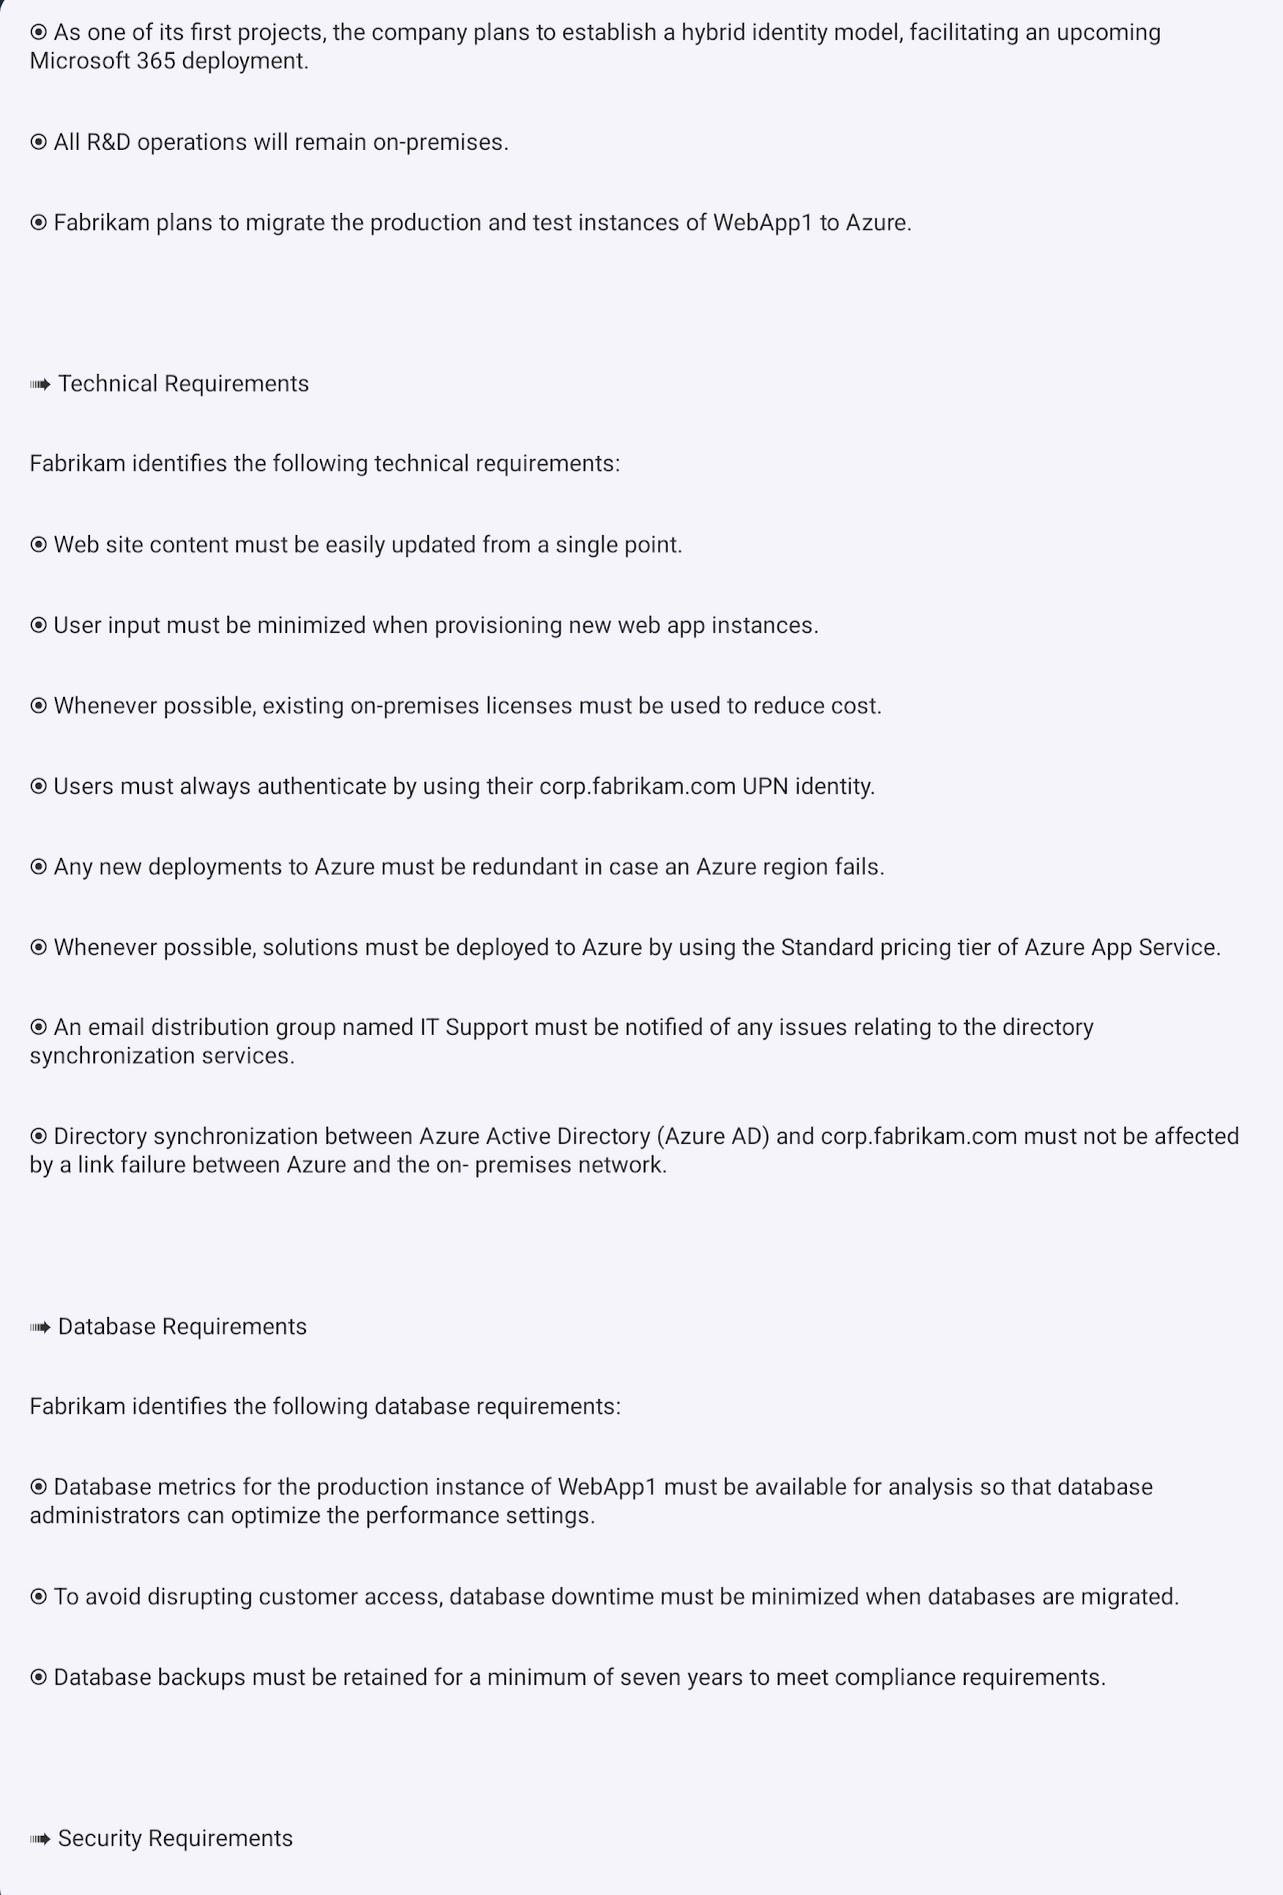 ⦿ As one of its first projects, the company plans to establish a hybrid identity model, facilitating an upcoming
Microsoft 365 deployment.
⦿ All R&D operations will remain on-premises.
⦿ Fabrikam plans to migrate the production and test instances of WebApp1 to Azure.
➠ Technical Requirements
Fabrikam identifies the following technical requirements:
⦿ Web site content must be easily updated from a single point.
⦿ User input must be minimized when provisioning new web app instances.
⦿ Whenever possible, existing on-premises licenses must be used to reduce cost.
⦿ Users must always authenticate by using their corp.fabrikam.com UPN identity.
⦿ Any new deployments to Azure must be redundant in case an Azure region fails.
⦿ Whenever possible, solutions must be deployed to Azure by using the Standard pricing tier of Azure App Service.
⦿ An email distribution group named IT Support must be notified of any issues relating to the directory
synchronization services.
⦿ Directory synchronization between Azure Active Directory (Azure AD) and corp.fabrikam.com must not be affected
by a link failure between Azure and the on- premises network.
➠ Database Requirements
Fabrikam identifies the following database requirements:
⦿ Database metrics for the production instance of WebApp1 must be available for analysis so that database
administrators can optimize the performance settings.
⦿ To avoid disrupting customer access, database downtime must be minimized when databases are migrated.
⦿ Database backups must be retained for a minimum of seven years to meet compliance requirements.
➠ Security Requirements